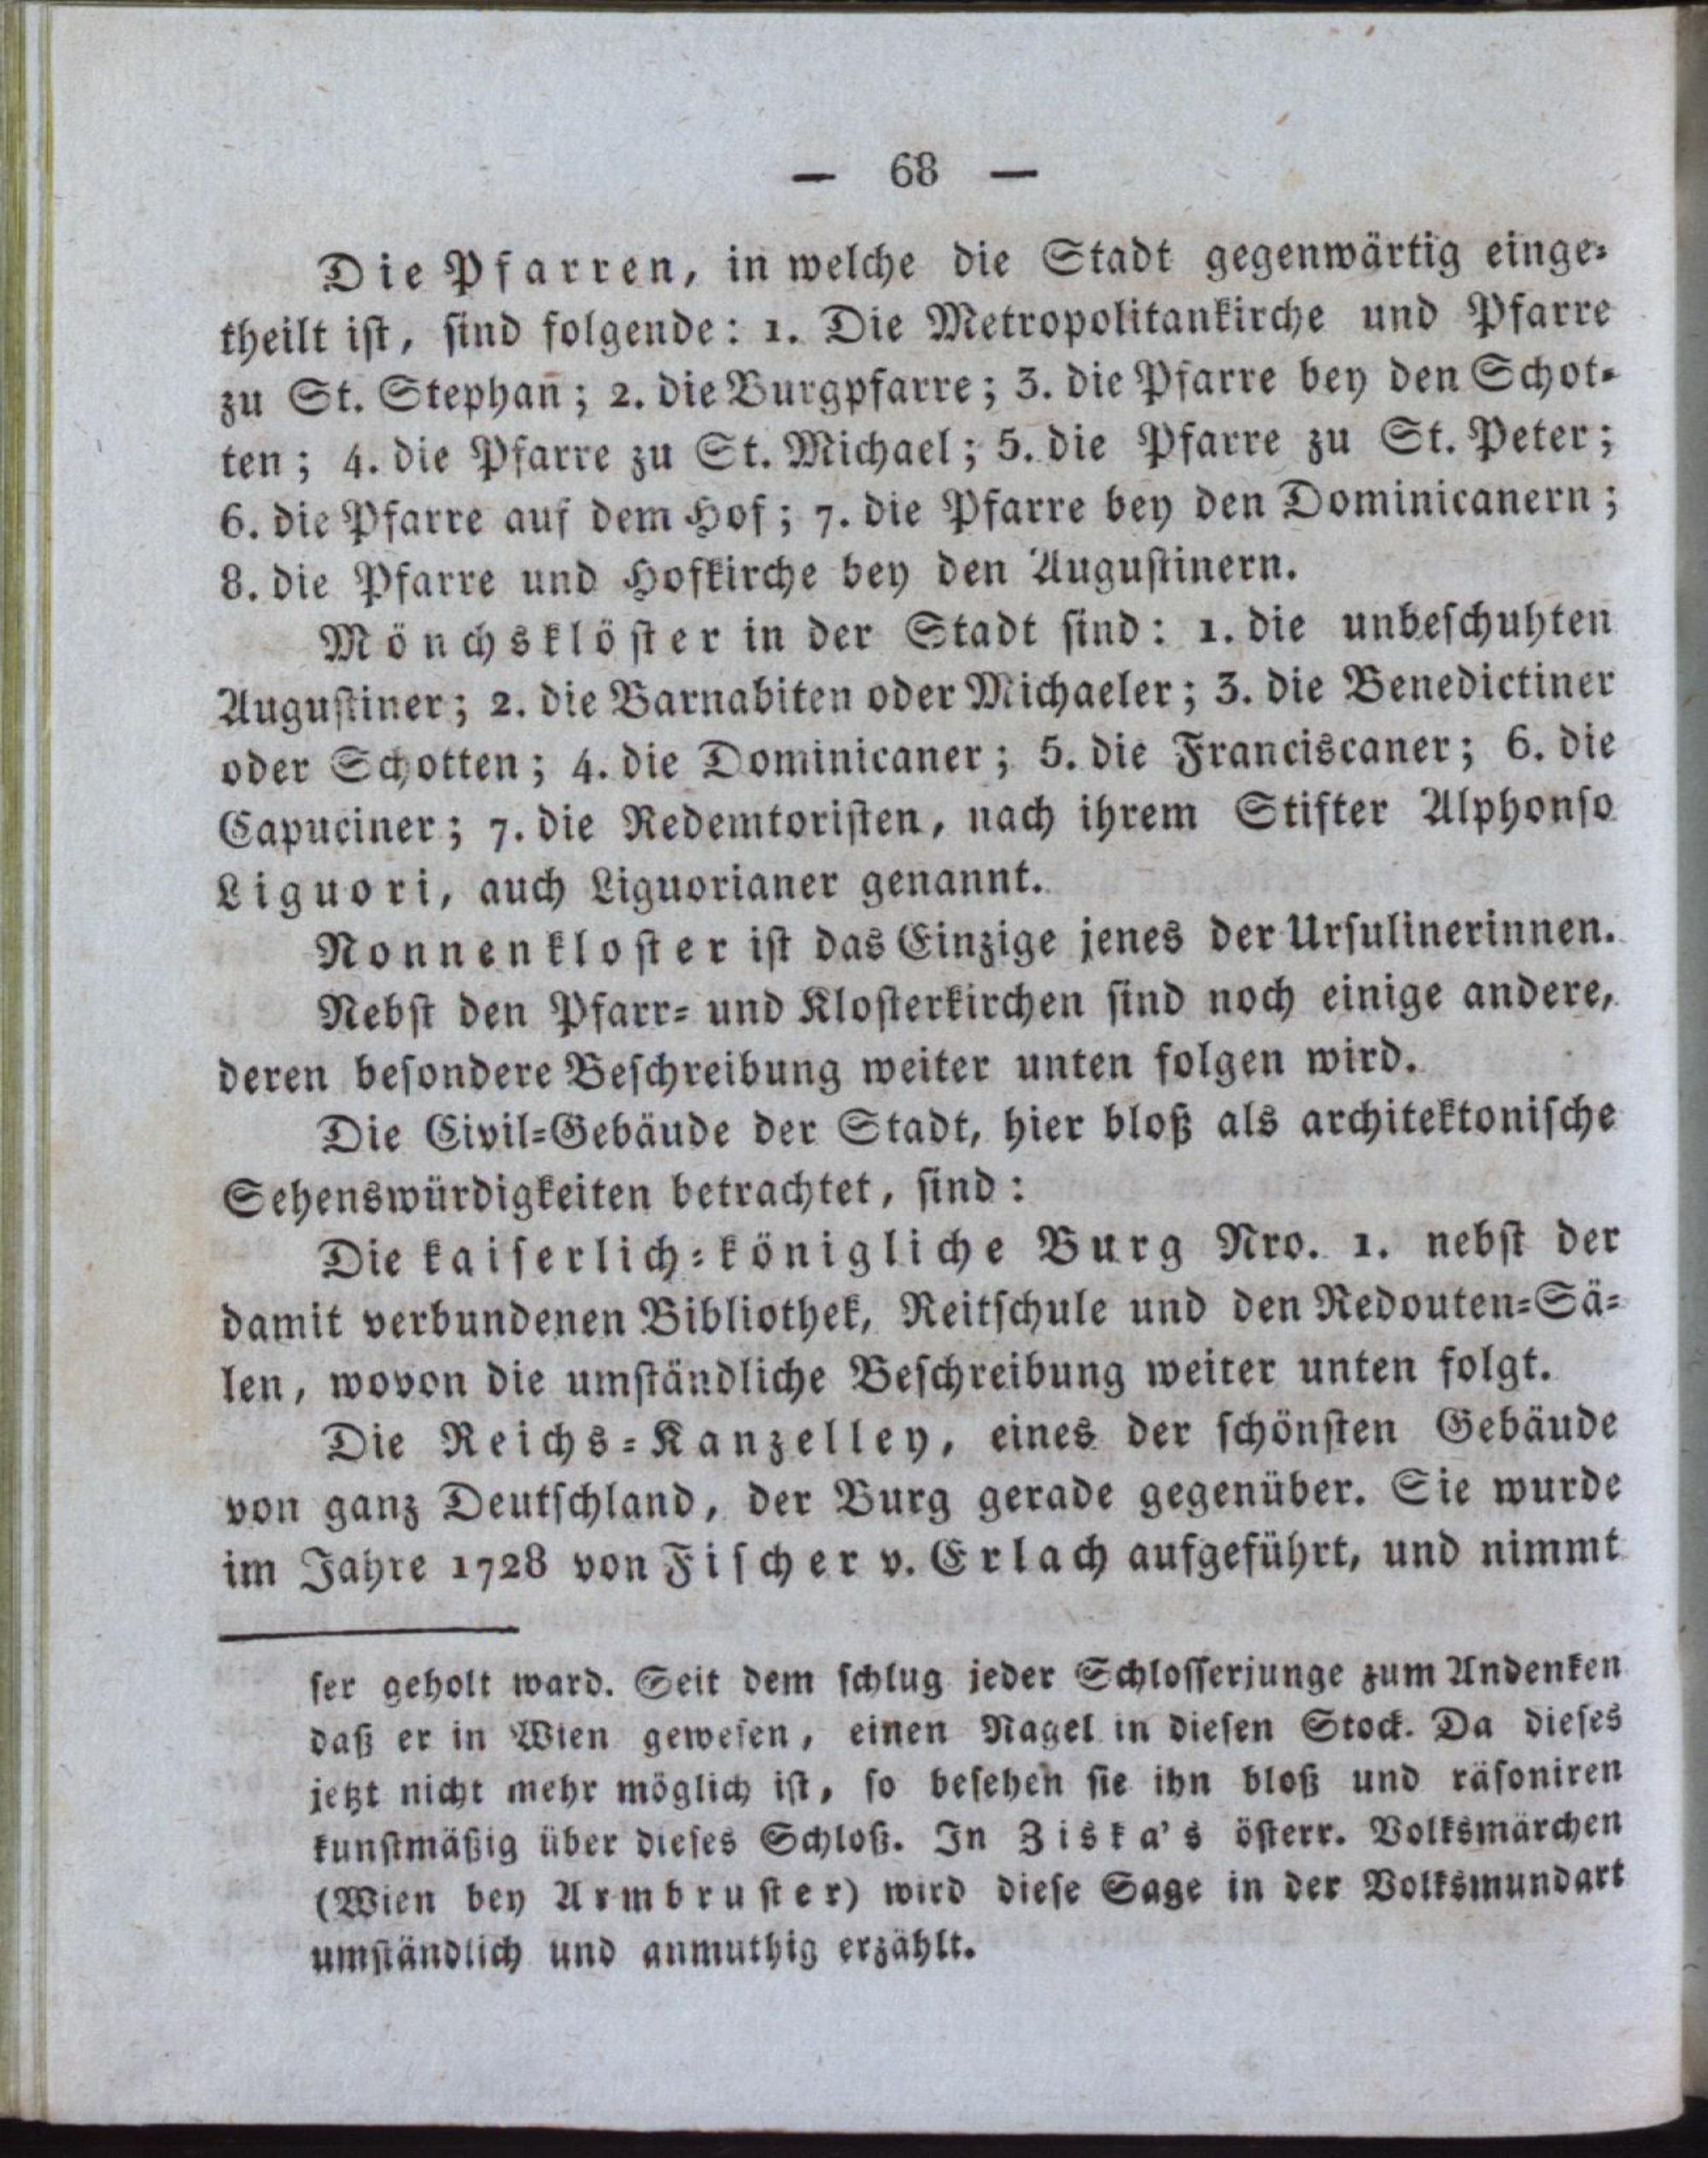 — 68 —
Die Pfarren, in welche die Stadt gegenwärtig einge-
theilt ist, sind folgende: 1. Die Metropolitankirche und Pfarre
zu St. Stephan; 2. die Burgpfarre; 3. die Pfarre bey den Schot-
ten; 4. die Pfarre zu St. Michael; 5. die Pfarre zu St. Peter;
6. die Pfarre auf dem Hof; 7. die Pfarre bey den Dominicanern;
8. die Pfarre und Hofkirche bey den Augustinern.
Mönchsklöster in der Stadt sind: 1. die unbeschuhten
Augustiner; 2. die Barnabiten oder Michaeler; 3. die Benedictiner
oder Schotten; 4. die Dominicaner; 5. die Franciscaner; 6. die
Capuciner; 7. die Redemtoristen, nach ihrem Stifter Alphonso
Liguori, auch Liguorianer genannt.
Nonnenkloster ist das Einzige jenes der Ursulinerinnen.
Nebst den Pfarr- und Klosterkirchen sind noch einige andere,
deren besondere Beschreibung weiter unten folgen wird.
Die Civil-Gebäude der Stadt, hier bloß als architektonische
Sehenswürdigkeiten betrachtet, sind:
Die kaiserlich-königliche Burg Nro. 1. nebst der
damit verbundenen Bibliothek, Reitschule und den Redouten-Sä-
len, wovon die umständliche Beschreibung weiter unten folgt.
Die Reichs-Kanzelley, eines der schönsten Gebäude
von ganz Deutschland, der Burg gerade gegenüber. Sie wurde
im Jahre 1728 von Fischer v. Erlach aufgeführt, und nimmt
ser geholt ward. Seit dem schlug jeder Schlosserjunge zum Andenken
daß er in Wien gewesen, einen Nagel in diesen Stock. Da dieses
jetzt nicht mehr möglich ist, so besehen sie ihn bloß und räsoniren
kunstmäßig über dieses Schloß. In Ziska's österr. Volksmärchen
(Wien bey Armbruster) wird diese Sage in der Volksmundart
umständlich und anmuthig erzählt.